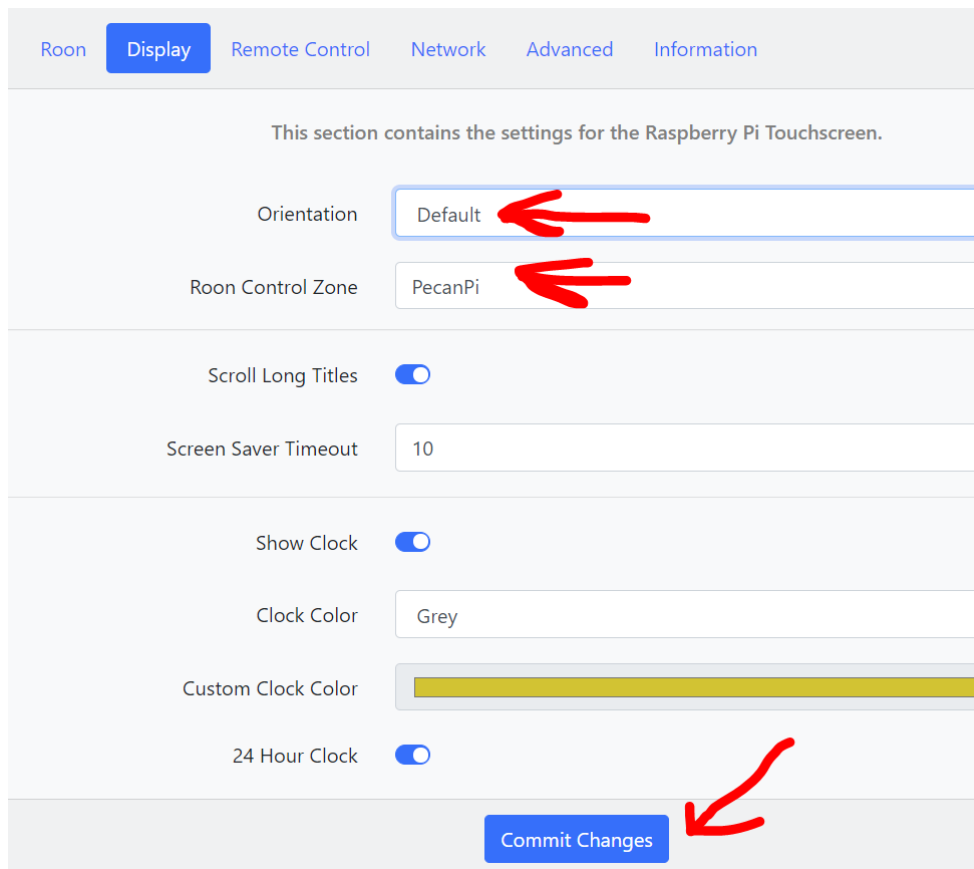 Roon Display Remote Control Network Advanced Information
This section contains the settings for the Raspberry Pi Touchscreen.
Orientation Default
Roon Control Zone PecanPi
Scroll Long Titles
Screen Saver Timeout 10
Show Clock
Clock Color Grey
Custom Clock Color
24 Hour Clock
Commit Changes